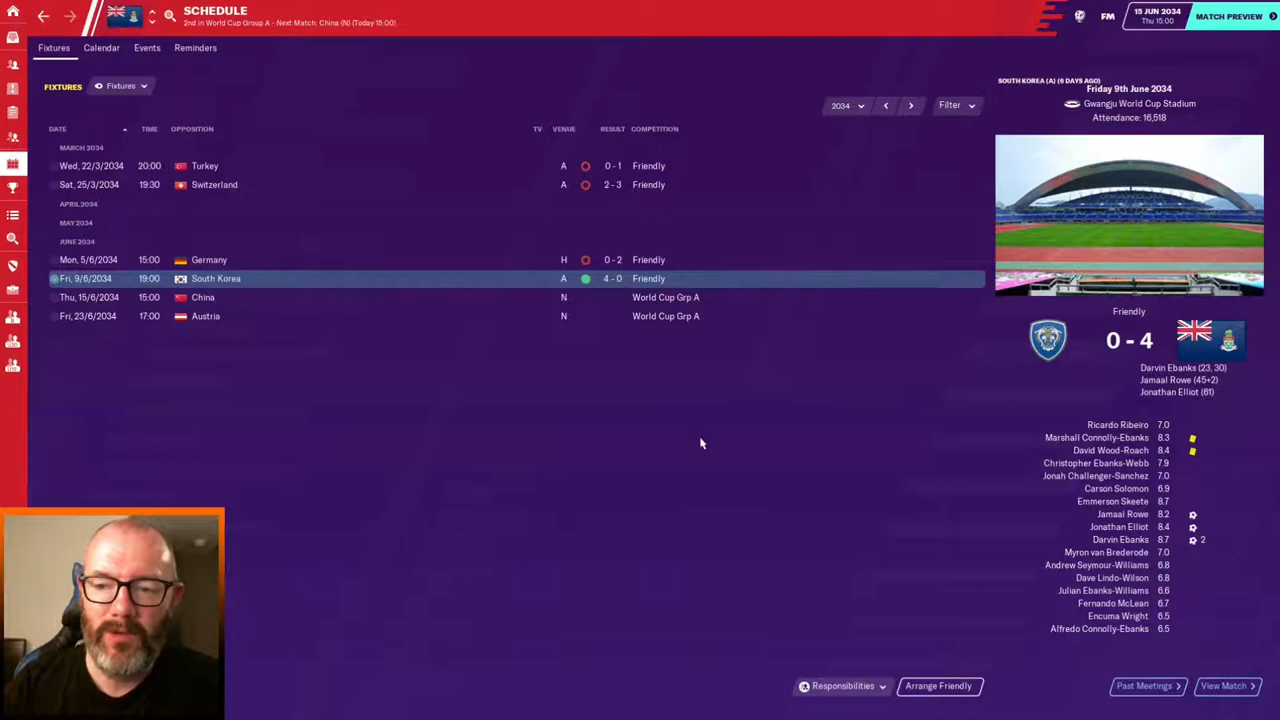 SCHEDULE
2nd in World Cup Group A - Next Match: China (N) (Today 15:00)
FM
15 JUN 2034
Thu 15:00
MATCH PREVIEW
Fixtures Calendar Events Reminders
FIXTURES Fixtures
2034 Filter
DATE TIME OPPOSITION TV VENUE RESULT COMPETITION
MARCH 2034
Wed, 22/3/2034 20:00 Turkey A 0 - 1 Friendly
Sat, 25/3/2034 19:30 Switzerland A 2 - 3 Friendly
APRIL 2034
MAY 2034
JUNE 2034
Mon, 5/6/2034 15:00 Germany H 0 - 2 Friendly
Fri, 9/6/2034 19:00 South Korea A 4 - 0 Friendly
Thu, 15/6/2034 15:00 China N World Cup Grp A
Fri, 23/6/2034 17:00 Austria N World Cup Grp A
SOUTH KOREA (A) (6 DAYS AGO)
Friday 9th June 2034
Gwangju World Cup Stadium
Attendance: 16,518
Friendly
0 - 4
Darvin Ebanks (23, 30)
Jamaal Rowe (45+2)
Jonathan Elliot (61)
Ricardo Ribeiro 7.0
Marshall Connolly-Ebanks 8.3
David Wood-Roach 8.4
Christopher Ebanks-Webb 7.9
Jonah Challenger-Sanchez 7.0
Carson Solomon 6.9
Emmerson Skeete 8.7
Jamaal Rowe 8.2
Jonathan Elliot 8.4
Darvin Ebanks 8.7 2
Myron van Brederode 7.0
Andrew Seymour-Williams 6.8
Dave Lindo-Wilson 6.8
Julian Ebanks-Williams 6.6
Fernando McLean 6.7
Encuma Wright 6.5
Alfredo Connolly-Ebanks 6.5
Responsibilities Arrange Friendly Past Meetings View Match